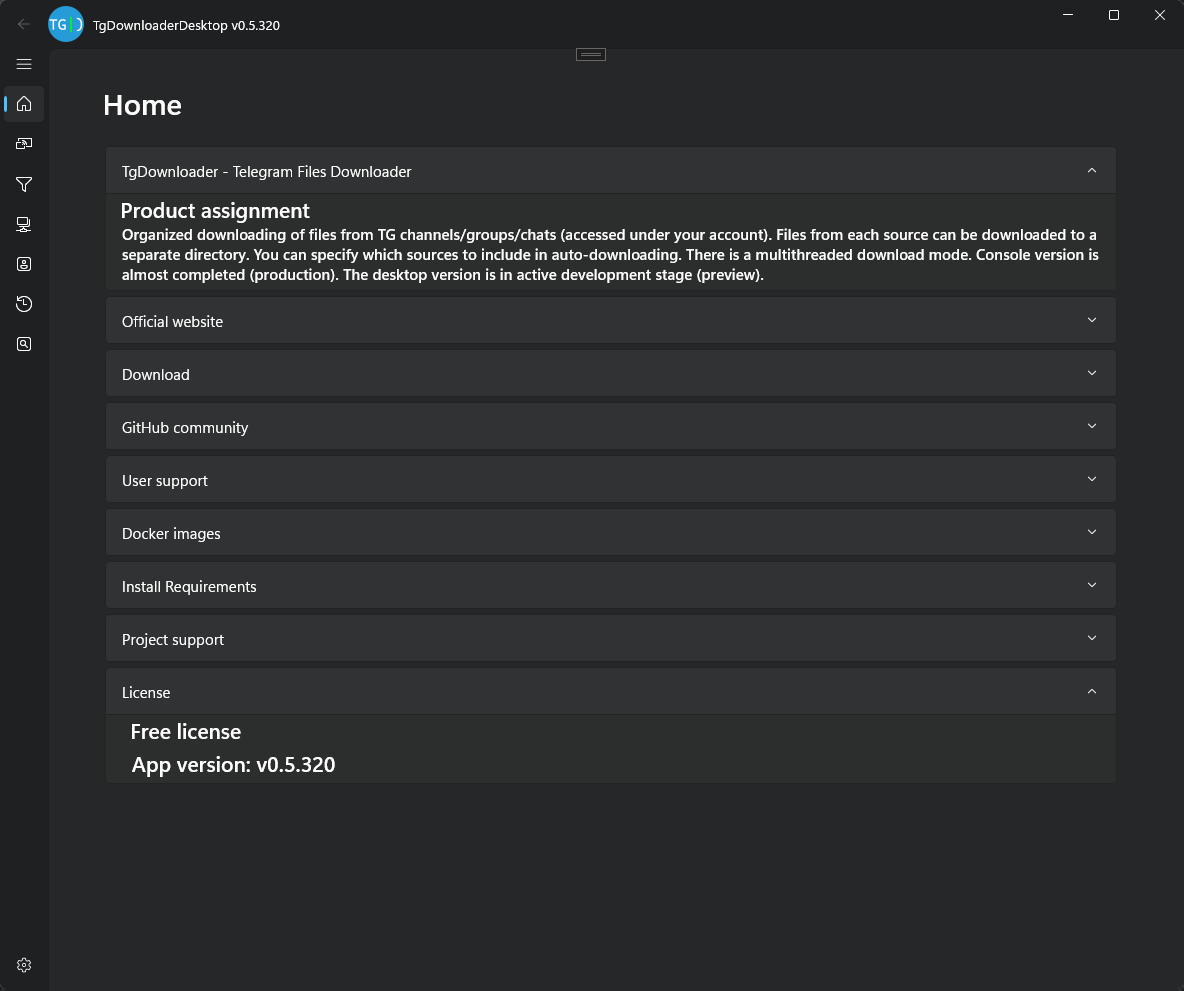 TG
TgDownloaderDesktop v0.5.320
Home
TgDownloader - Telegram Files Downloader
Product assignment
Organized downloading of files from TG channels/groups/chats (accessed under your account). Files from each source can be downloaded to a
separate directory. You can specify which sources to include in auto-downloading. There is a multithreaded download mode. Console version is
almost completed (production). The desktop version is in active development stage (preview).
Official website
Download
GitHub community
User support
Docker images
Install Requirements
Project support
License
Free license
App version: v0.5.320